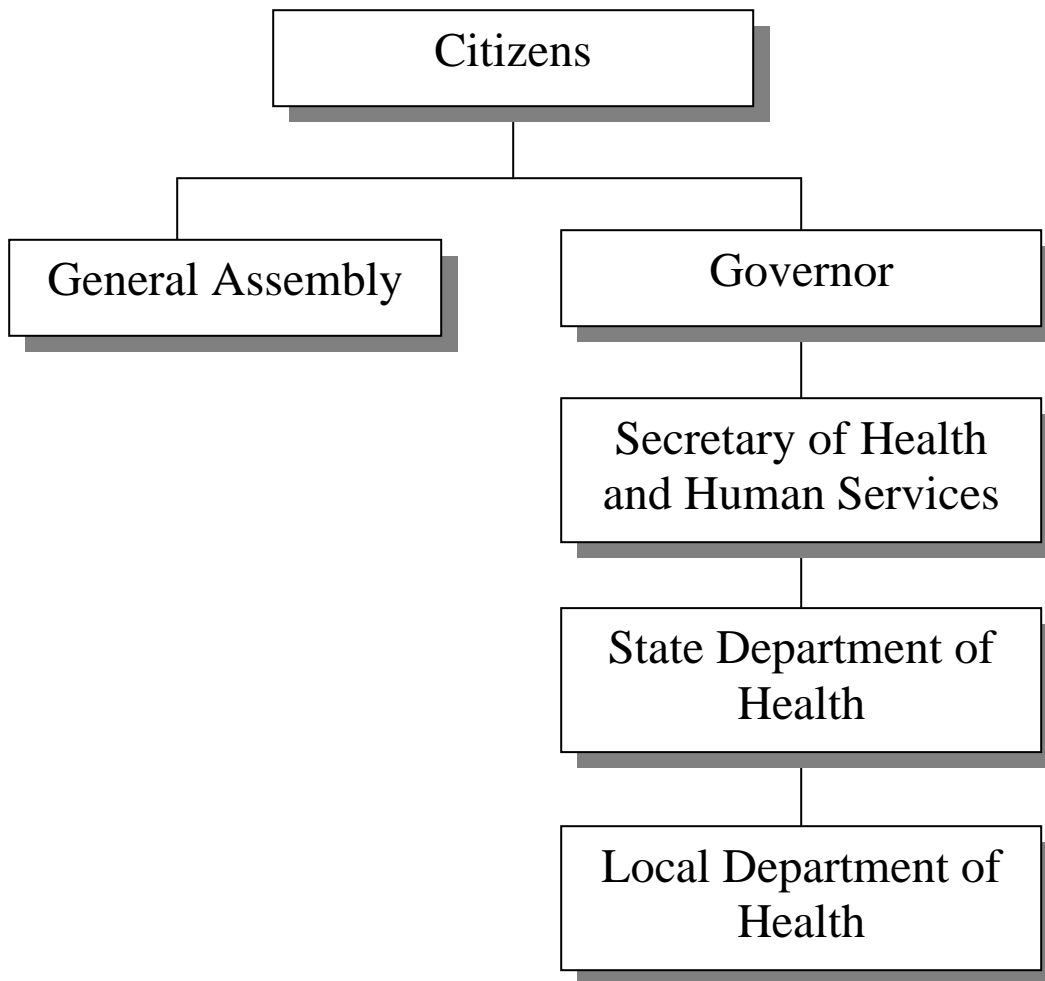 Citizens
General Assembly
Governor
Secretary of Health
and Human Services
State Department of
Health
Local Department of
Health